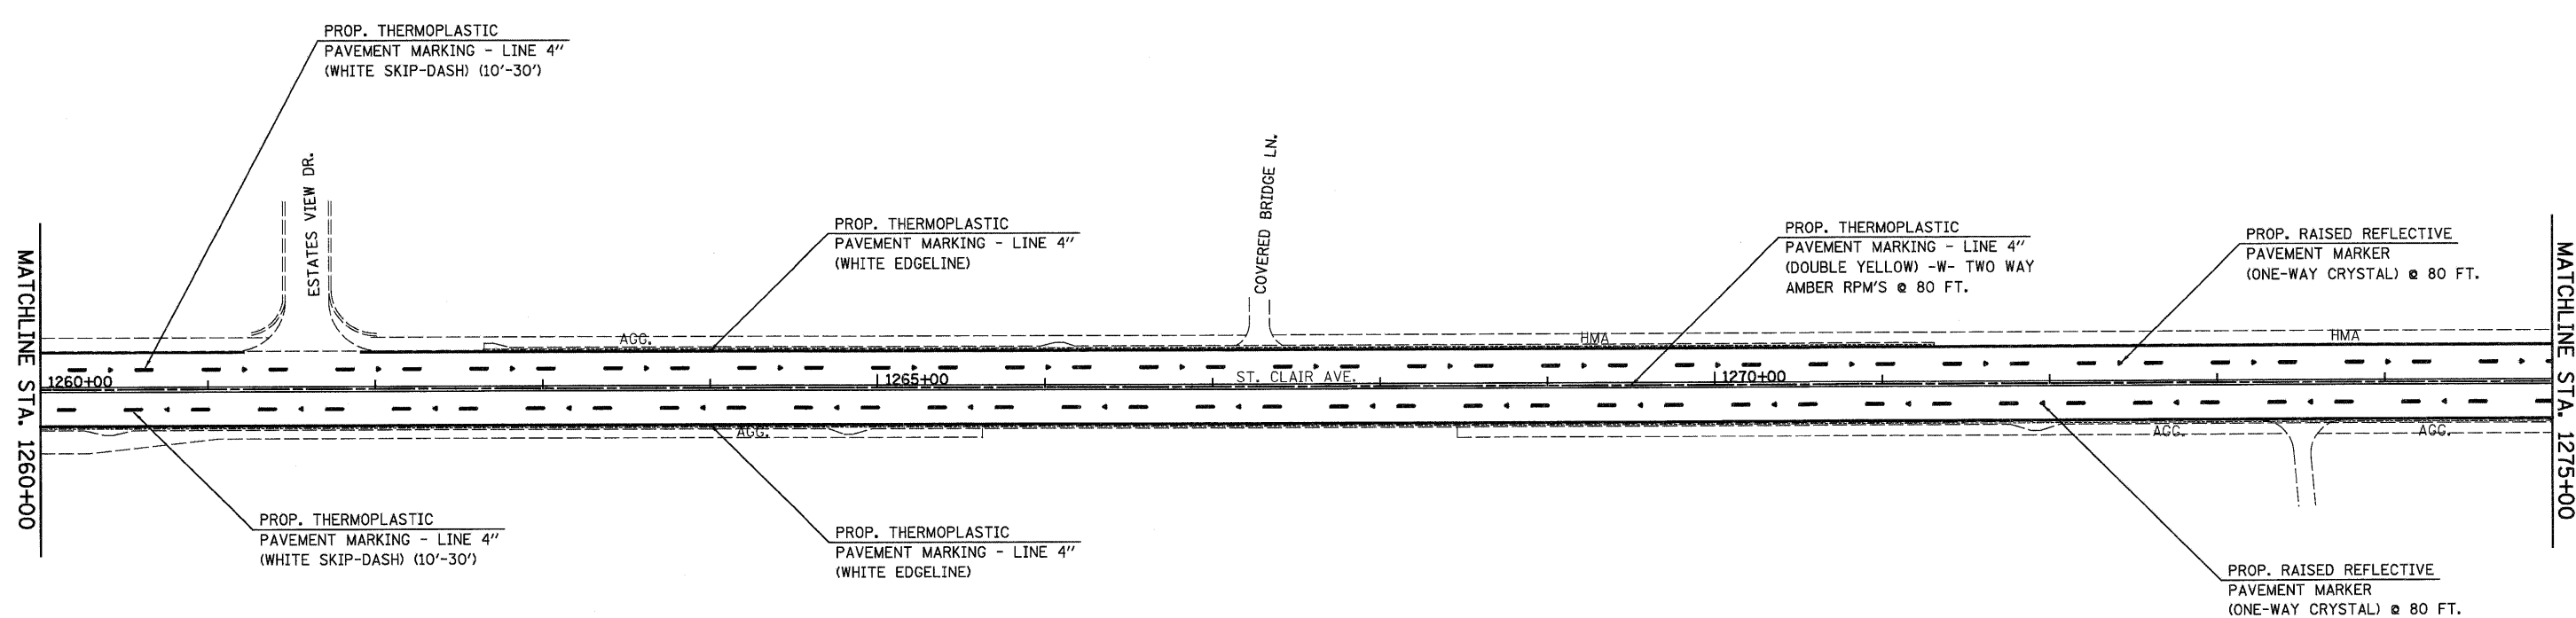 PROP. THERMOPLASTIC
PAVEMENT MARKING - LINE 4"
(WHITE SKIP-DASH) (10'-30')
ESTATES VIEW DR.
PROP. THERMOPLASTIC
PAVEMENT MARKING - LINE 4"
(WHITE EDGELINE)
COVERED BRIDGE LN.
PROP. THERMOPLASTIC
PAVEMENT MARKING - LINE 4"
(DOUBLE YELLOW) -W- TWO WAY
AMBER RPM'S @ 80 FT.
PROP. RAISED REFLECTIVE
PAVEMENT MARKER
(ONE-WAY CRYSTAL) @ 80 FT.
MATCHLINE STA. 1260+00
MATCHLINE STA. 1275+00
AGG.
HMA
HMA
1260+00
1265+00
ST. CLAIR AVE.
1270+00
AGG.
AGG.
AGG.
PROP. THERMOPLASTIC
PAVEMENT MARKING - LINE 4"
(WHITE SKIP-DASH) (10'-30')
PROP. THERMOPLASTIC
PAVEMENT MARKING - LINE 4"
(WHITE EDGELINE)
PROP. RAISED REFLECTIVE
PAVEMENT MARKER
(ONE-WAY CRYSTAL) @ 80 FT.